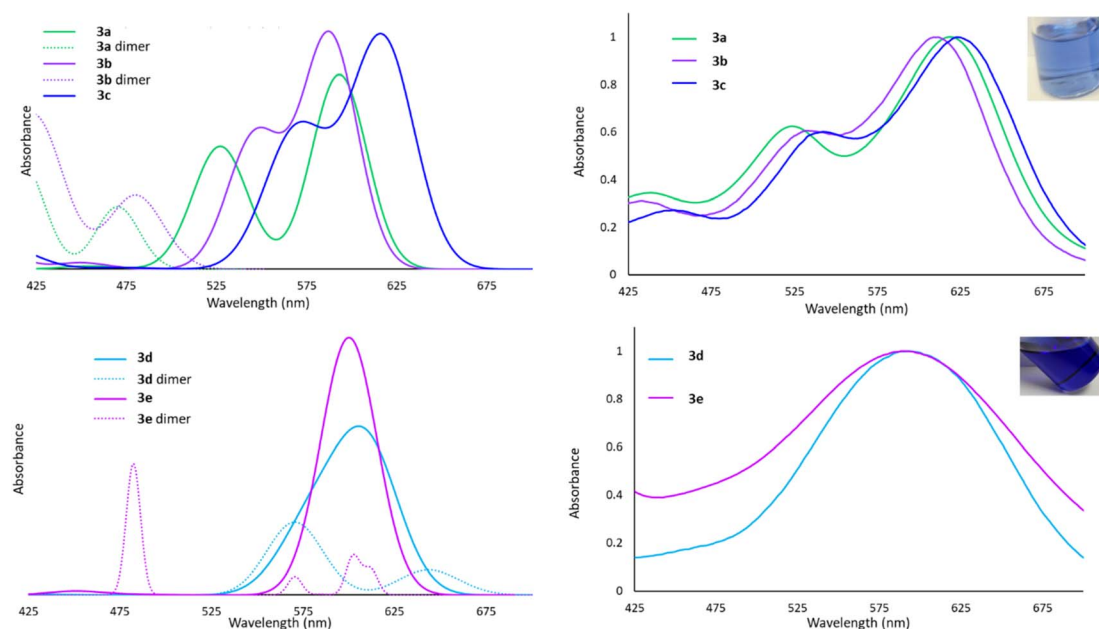 3a
3a dimer
3b
3b dimer
3c
Absorbance
425 475 525 575 625 675
Wavelength (nm)
3a
3b
3c
Absorbance
1
0.8
0.6
0.4
0.2
0
425 475 525 575 625 675
Wavelength (nm)
3d
3d dimer
3e
3e dimer
Absorbance
425 475 525 575 625 675
Wavelength (nm)
3d
3e
Absorbance
1
0.8
0.6
0.4
0.2
0
425 475 525 575 625 675
Wavelength (nm)